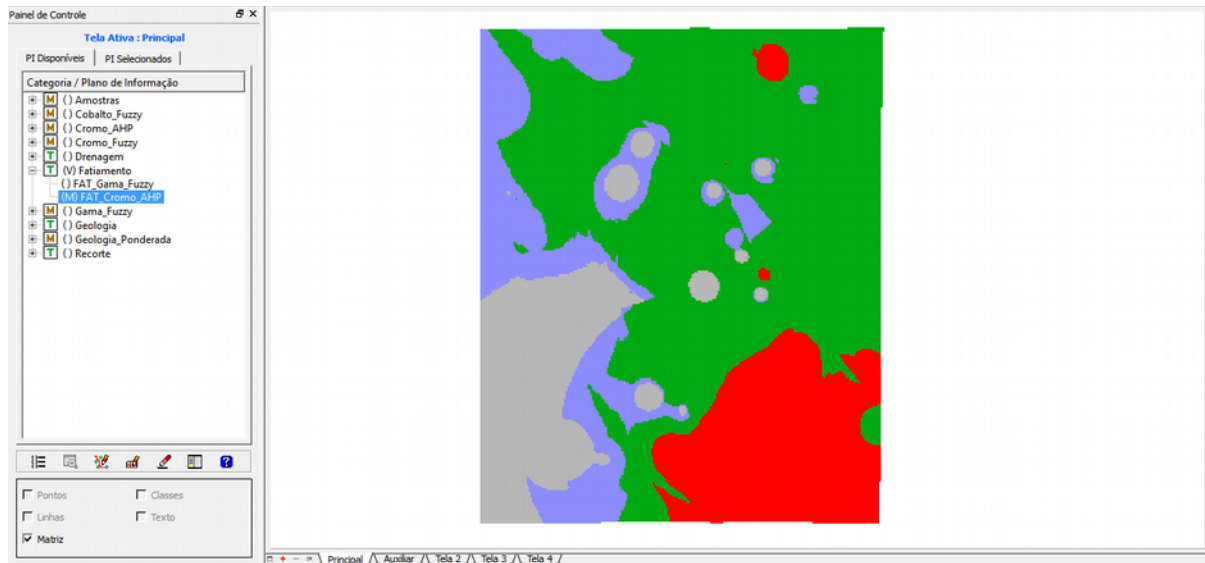 Painel de Controle
Tela Ativa : Principal
PI Disponíveis PI Selecionados
Categoria / Plano de Informação
M () Amostras
M () Cobalto_Fuzzy
M () Cromo_AHP
M () Cromo_Fuzzy
T () Drenagem
T (V) Fatiamento
() FAT_Gama_Fuzzy
(M) FAT_Cromo_AHP
M () Gama_Fuzzy
T () Geologia
M () Geologia_Ponderada
T () Recorte
Pontos Classes
Linhas Texto
Matriz
Principal Auxiliar Tela 2 Tela 3 Tela 4